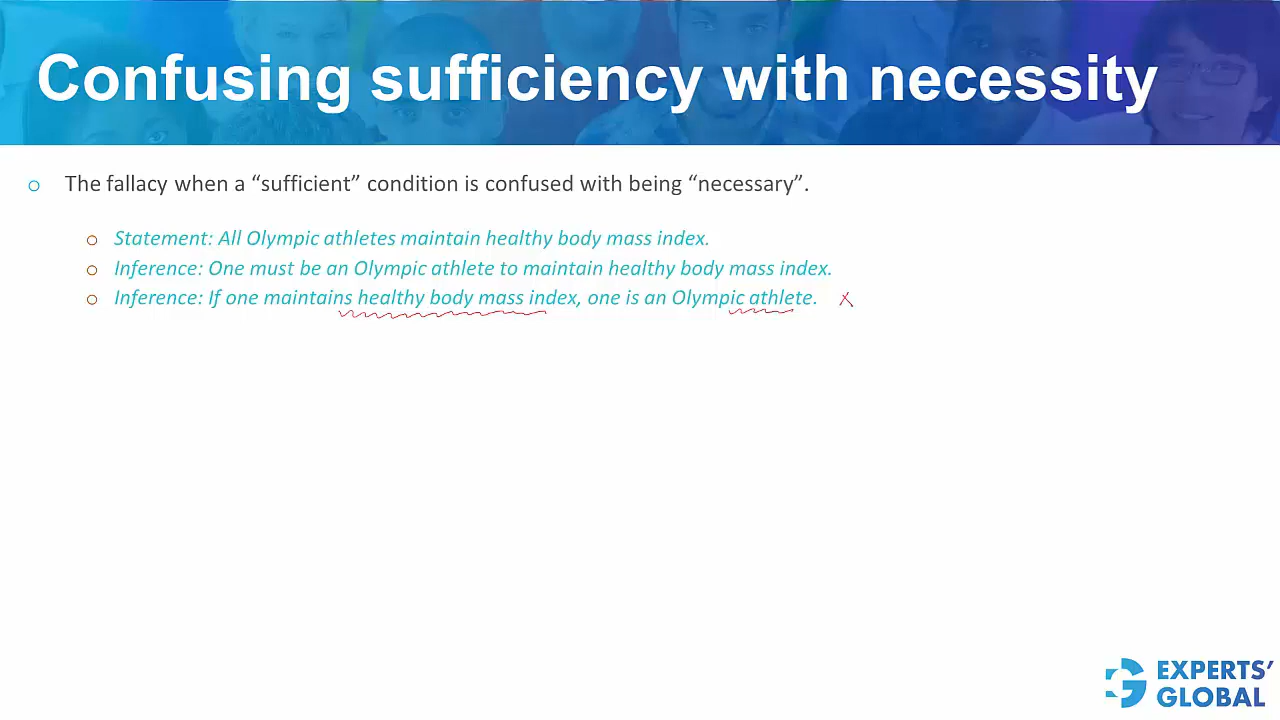 Confusing sufficiency with necessity
The fallacy when a “sufficient” condition is confused with being “necessary”.
Statement: All Olympic athletes maintain healthy body mass index.
Inference: One must be an Olympic athlete to maintain healthy body mass index.
Inference: If one maintains healthy body mass index, one is an Olympic athlete. X
EXPERTS’
GLOBAL